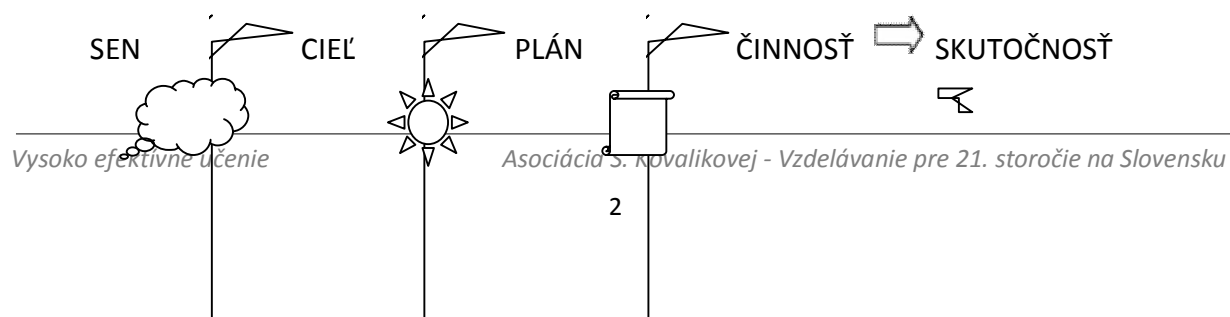 SEN CIEĽ PLÁN ČINNOSŤ SKUTOČNOSŤ
Vysoko efektívne učenie Asociácia S. Kovalikovej - Vzdelávanie pre 21. storočie na Slovensku
2